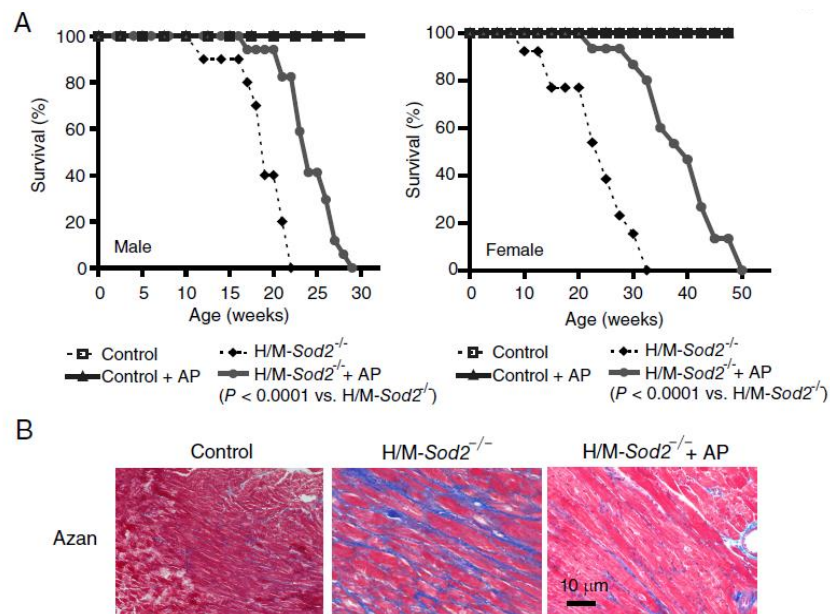 A
Survival (%)
100
80
60
40
20
0
Male
0 5 10 15 20 25 30
Age (weeks)
Control
Control + AP
H/M-Sod2-/-
H/M-Sod2-/- + AP
(P < 0.0001 vs. H/M-Sod2-/-)
Survival (%)
100
80
60
40
20
0
Female
0 10 20 30 40 50
Age (weeks)
Control
Control + AP
H/M-Sod2-/-
H/M-Sod2-/- + AP
(P < 0.0001 vs. H/M-Sod2-/-)
B
Control H/M-Sod2-/- H/M-Sod2-/- + AP
Azan
10 μm